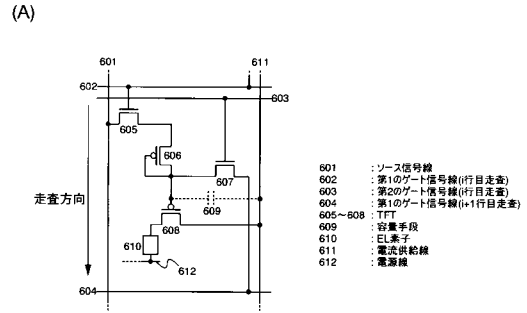 (A)
601
611
602
603
605
606
607
609
608
610
612
604
走査方向
601 : ソース信号線
602 : 第1のゲート信号線(i行目走査)
603 : 第2のゲート信号線(i行目走査)
604 : 第1のゲート信号線(i+1行目走査)
605～608 : TFT
609 : 容量手段
610 : EL素子
611 : 電流供給線
612 : 電源線